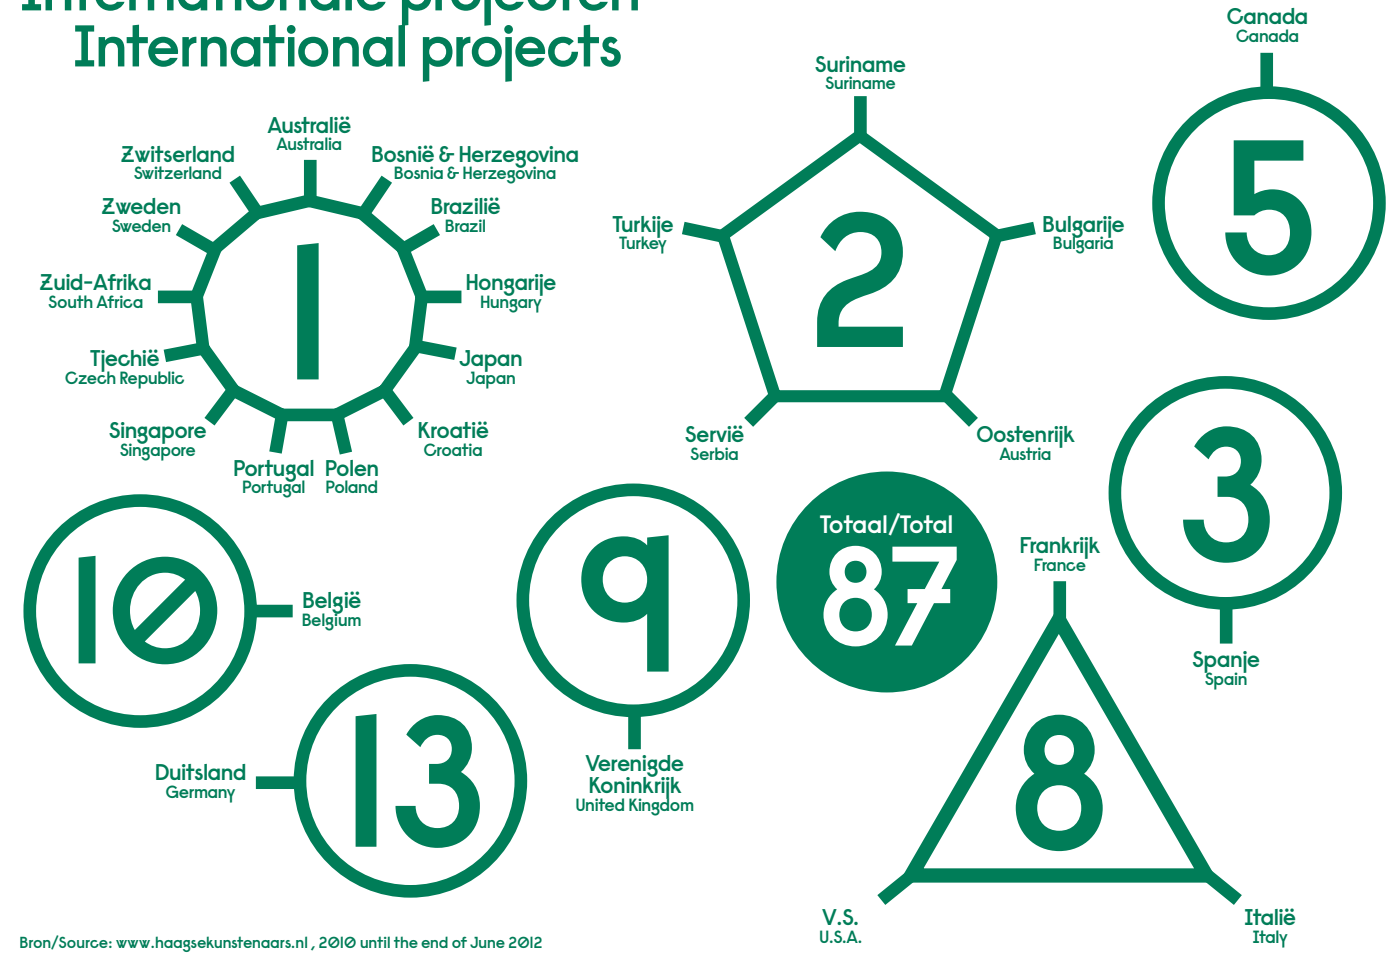 Internationale projecten
International projects
Canada
Canada
5
Suriname
Suriname
Turkije
Turkey
Bulgarije
Bulgaria
2
Servië
Serbia
Oostenrijk
Austria
Australië
Australia
Zwitserland
Switzerland
Bosnië & Herzegovina
Bosnia & Herzegovina
Zweden
Sweden
Brazilië
Brazil
Zuid-Afrika
South Africa
Hongarije
Hungary
1
Tjechië
Czech Republic
Japan
Japan
Singapore
Singapore
Kroatië
Croatia
Portugal
Portugal
Polen
Poland
3
Spanje
Spain
10
België
Belgium
9
Verenigde
Koninkrijk
United Kingdom
Totaal/Total
87
Frankrijk
France
8
V.S.
U.S.A.
Italië
Italy
Duitsland
Germany
13
Bron/Source: www.haagsekunstenaars.nl , 2010 until the end of June 2012